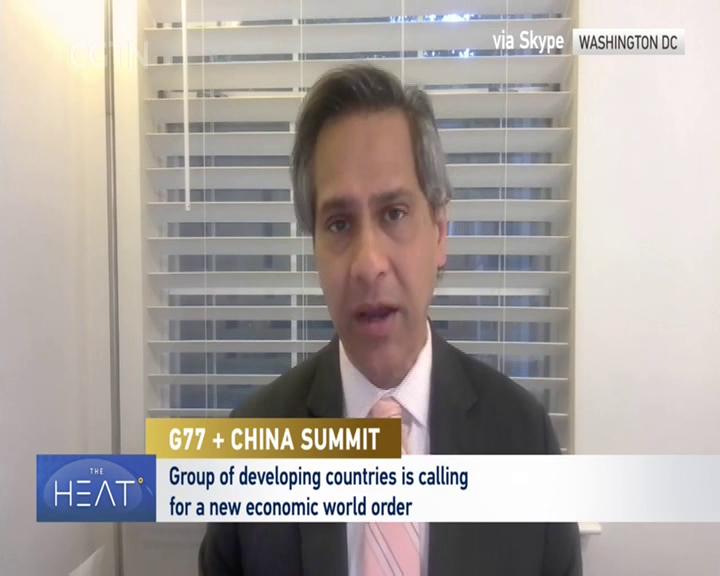 CGTN
via Skype WASHINGTON DC
G77 + CHINA SUMMIT
THE
HEAT
Group of developing countries is calling
for a new economic world order